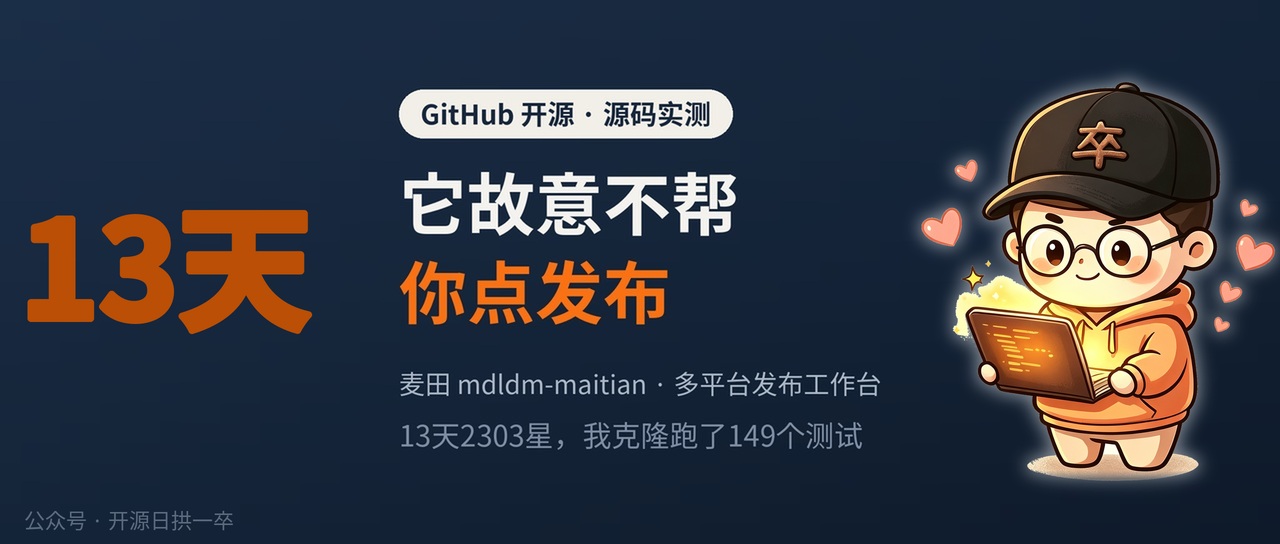 13天
GitHub 开源 · 源码实测
它故意不帮
你点发布
麦田 mdldm-maitian · 多平台发布工作台
13天2303星，我克隆跑了149个测试
卒
公众号 · 开源日拱一卒